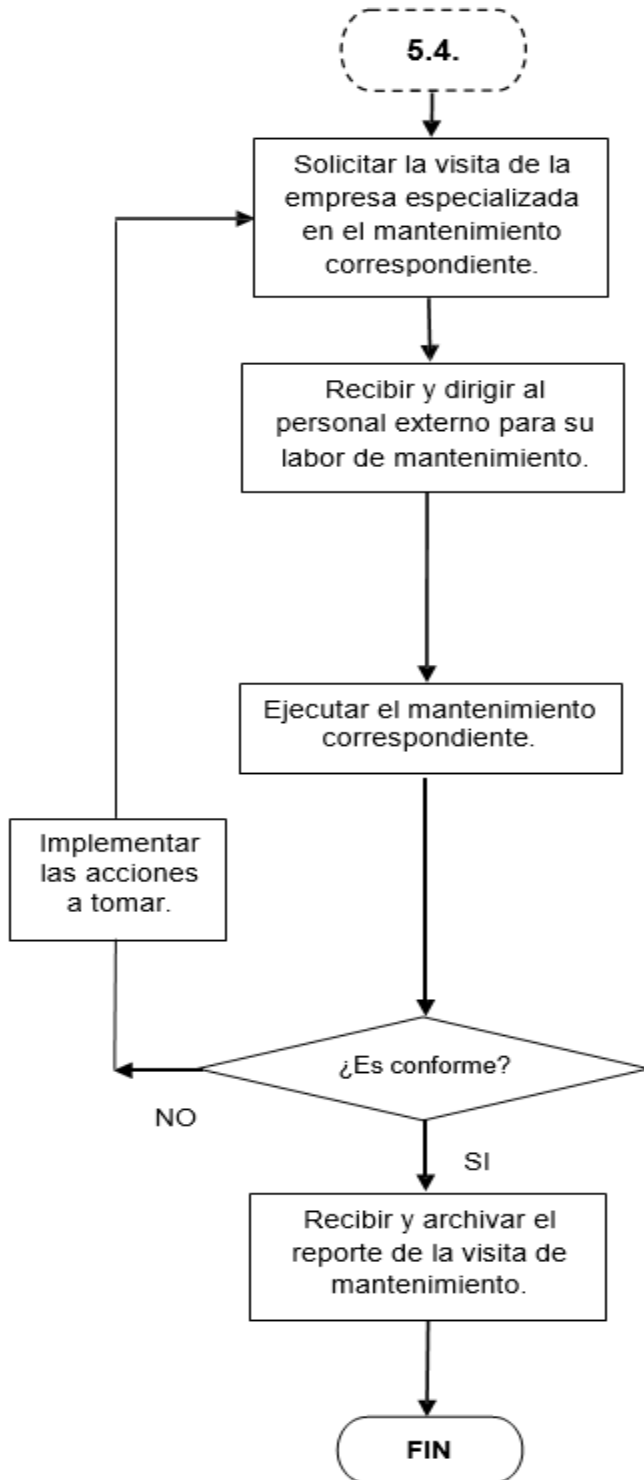 5.4.
Solicitar la visita de la
empresa especializada
en el mantenimiento
correspondiente.
Recibir y dirigir al
personal externo para su
labor de mantenimiento.
Ejecutar el mantenimiento
correspondiente.
Implementar
las acciones
a tomar.
¿Es conforme?
NO
SI
Recibir y archivar el
reporte de la visita de
mantenimiento.
FIN